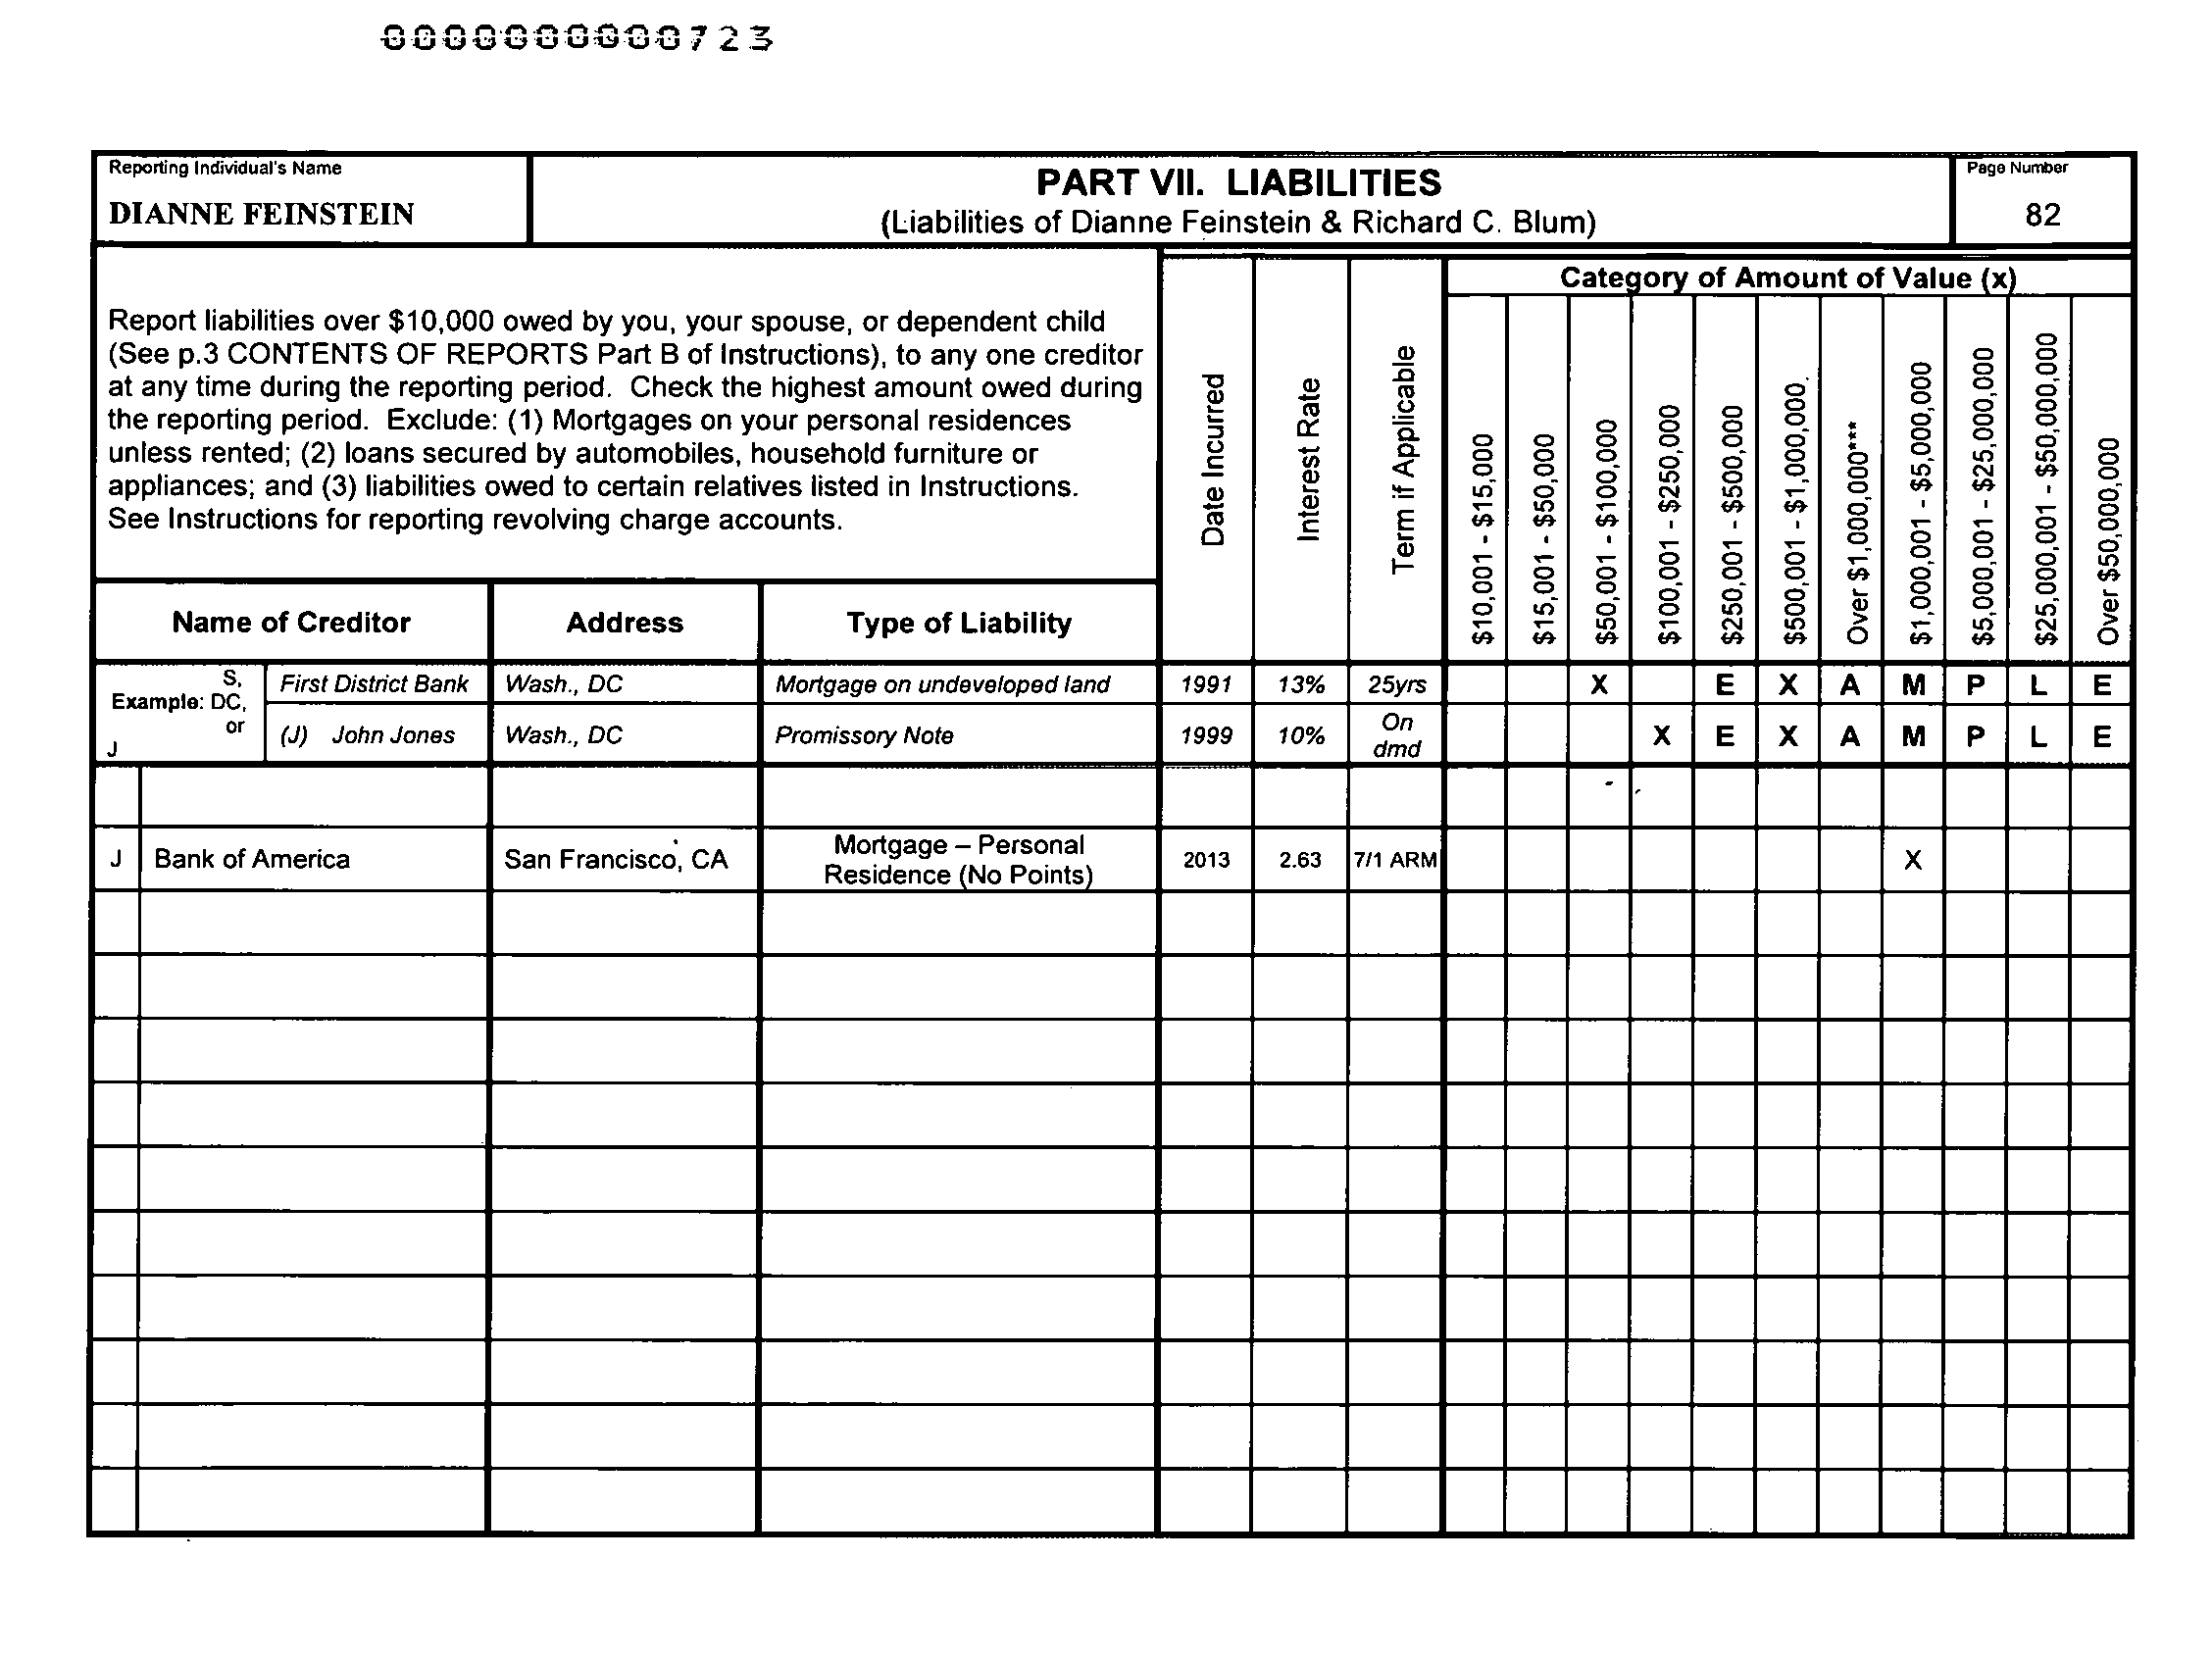 000000000723
Reporting Individual's Name
DIANNE FEINSTEIN
PART VII. LIABILITIES
(Liabilities of Dianne Feinstein & Richard C. Blum)
Page Number
82
Report liabilities over $10,000 owed by you, your spouse, or dependent child
(See p.3 CONTENTS OF REPORTS Part B of Instructions), to any one creditor
at any time during the reporting period. Check the highest amount owed during
the reporting period. Exclude: (1) Mortgages on your personal residences
unless rented; (2) loans secured by automobiles, household furniture or
appliances; and (3) liabilities owed to certain relatives listed in Instructions.
See Instructions for reporting revolving charge accounts.
Date Incurred
Interest Rate
Term if Applicable
Category of Amount of Value (x)
$10,001 - $15,000
$15,001 - $50,000
$50,001 - $100,000
$100,001 - $250,000
$250,001 - $500,000
$500,001 - $1,000,000
Over $1,000,000***
$1,000,001 - $5,000,000
$5,000,001 - $25,000,000
$25,000,001 - $50,000,000
Over $50,000,000
Name of Creditor
Address
Type of Liability
S,
Example: DC,
or
J
First District Bank Wash., DC Mortgage on undeveloped land 1991 13% 25yrs X E X A M P L E
(J) John Jones Wash., DC Promissory Note 1999 10% On
dmd
X E X A M P L E
J Bank of America San Francisco, CA Mortgage – Personal
Residence (No Points)
2013 2.63 7/1 ARM X